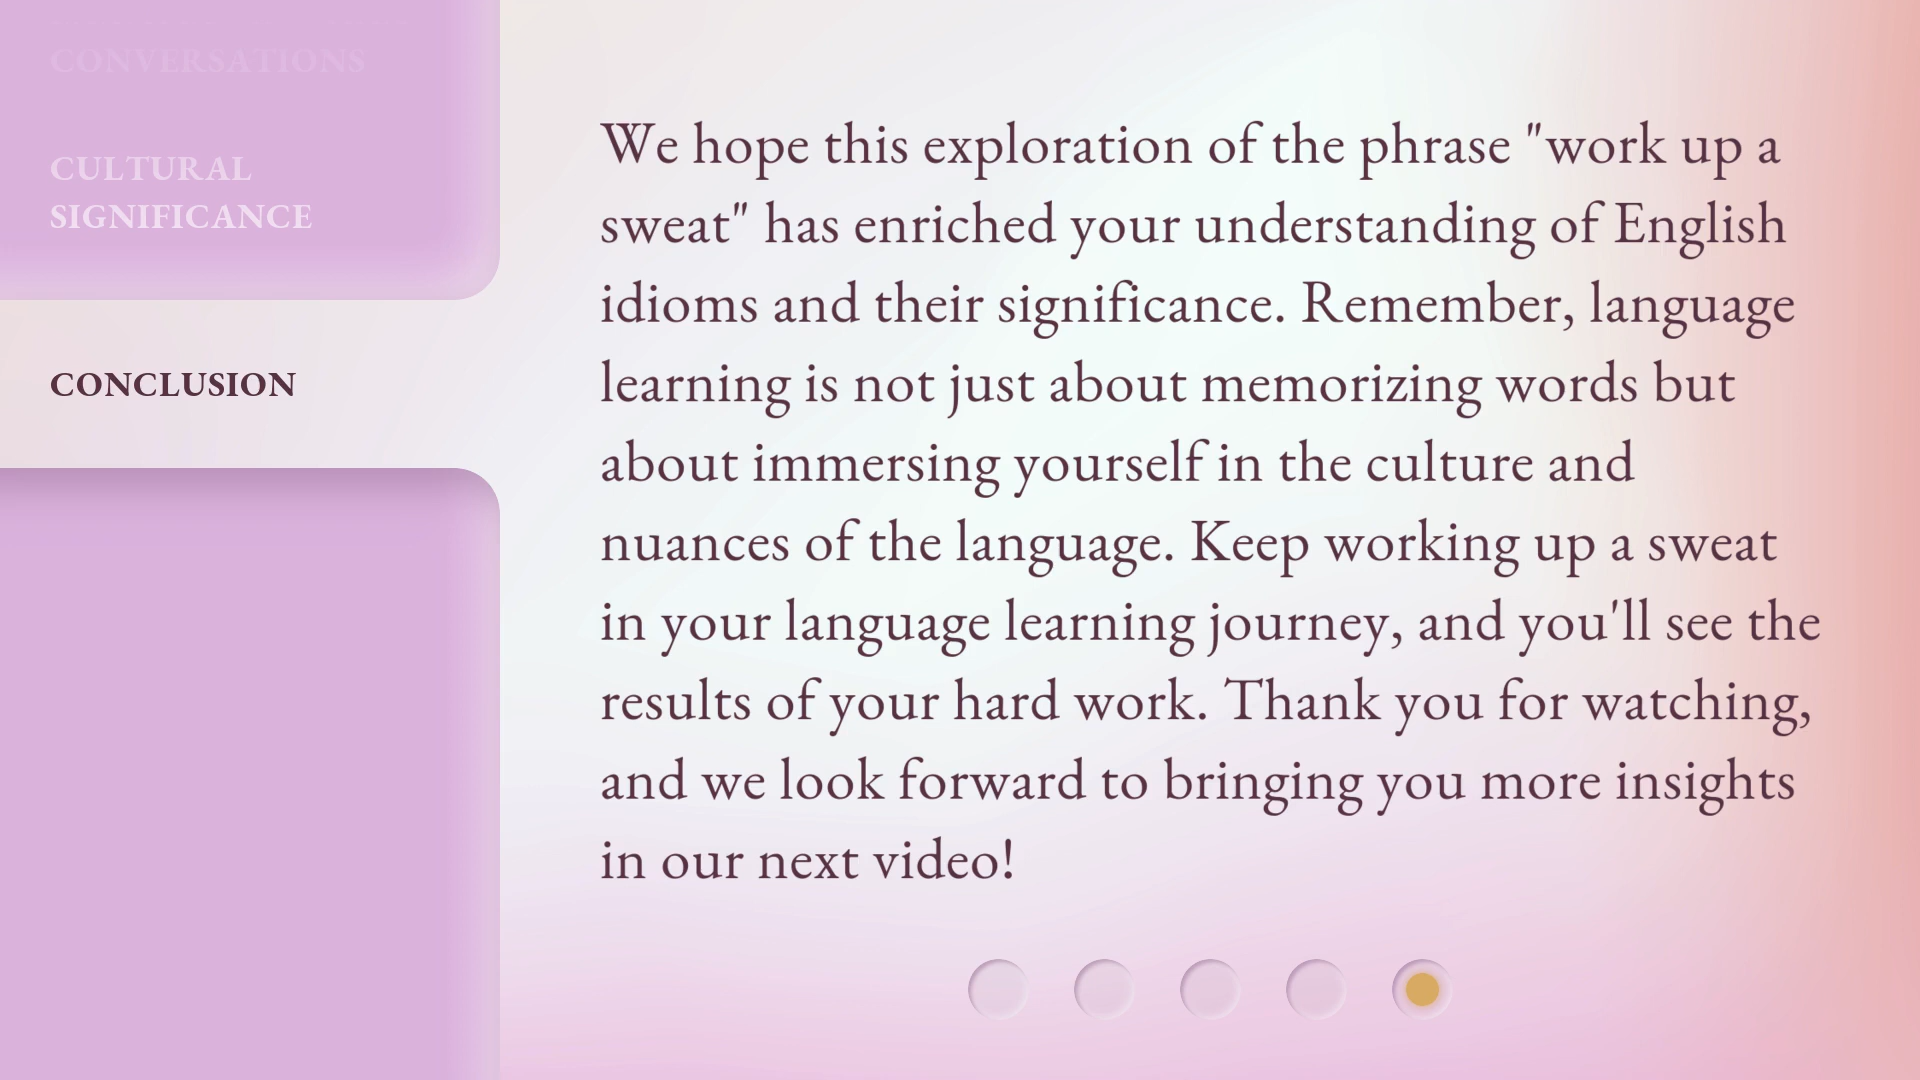 CONVERSATIONS
CULTURAL
SIGNIFICANCE
CONCLUSION
We hope this exploration of the phrase "work up a
sweat" has enriched your understanding of English
idioms and their significance. Remember, language
learning is not just about memorizing words but
about immersing yourself in the culture and
nuances of the language. Keep working up a sweat
in your language learning journey, and you'll see the
results of your hard work. Thank you for watching,
and we look forward to bringing you more insights
in our next video!